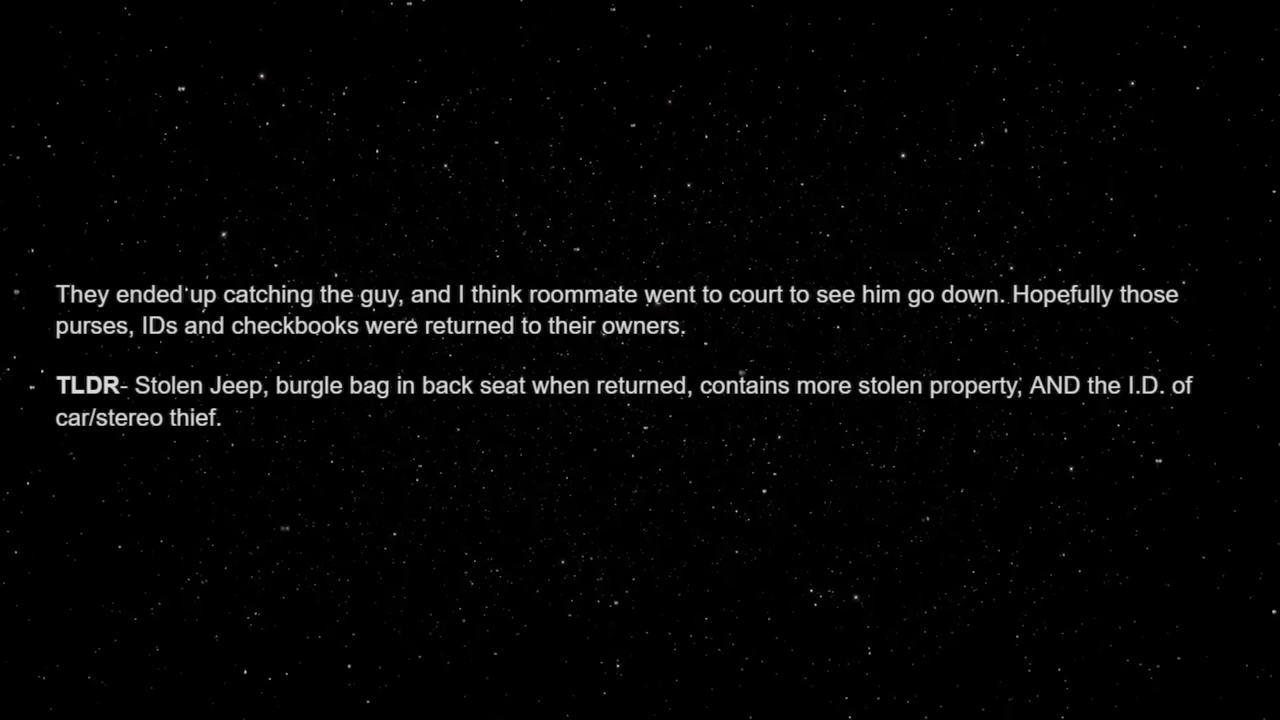 They ended up catching the guy, and I think roommate went to court to see him go down. Hopefully those
purses, IDs and checkbooks were returned to their owners.
TLDR- Stolen Jeep, burgle bag in back seat when returned, contains more stolen property, AND the I.D. of
car/stereo thief.